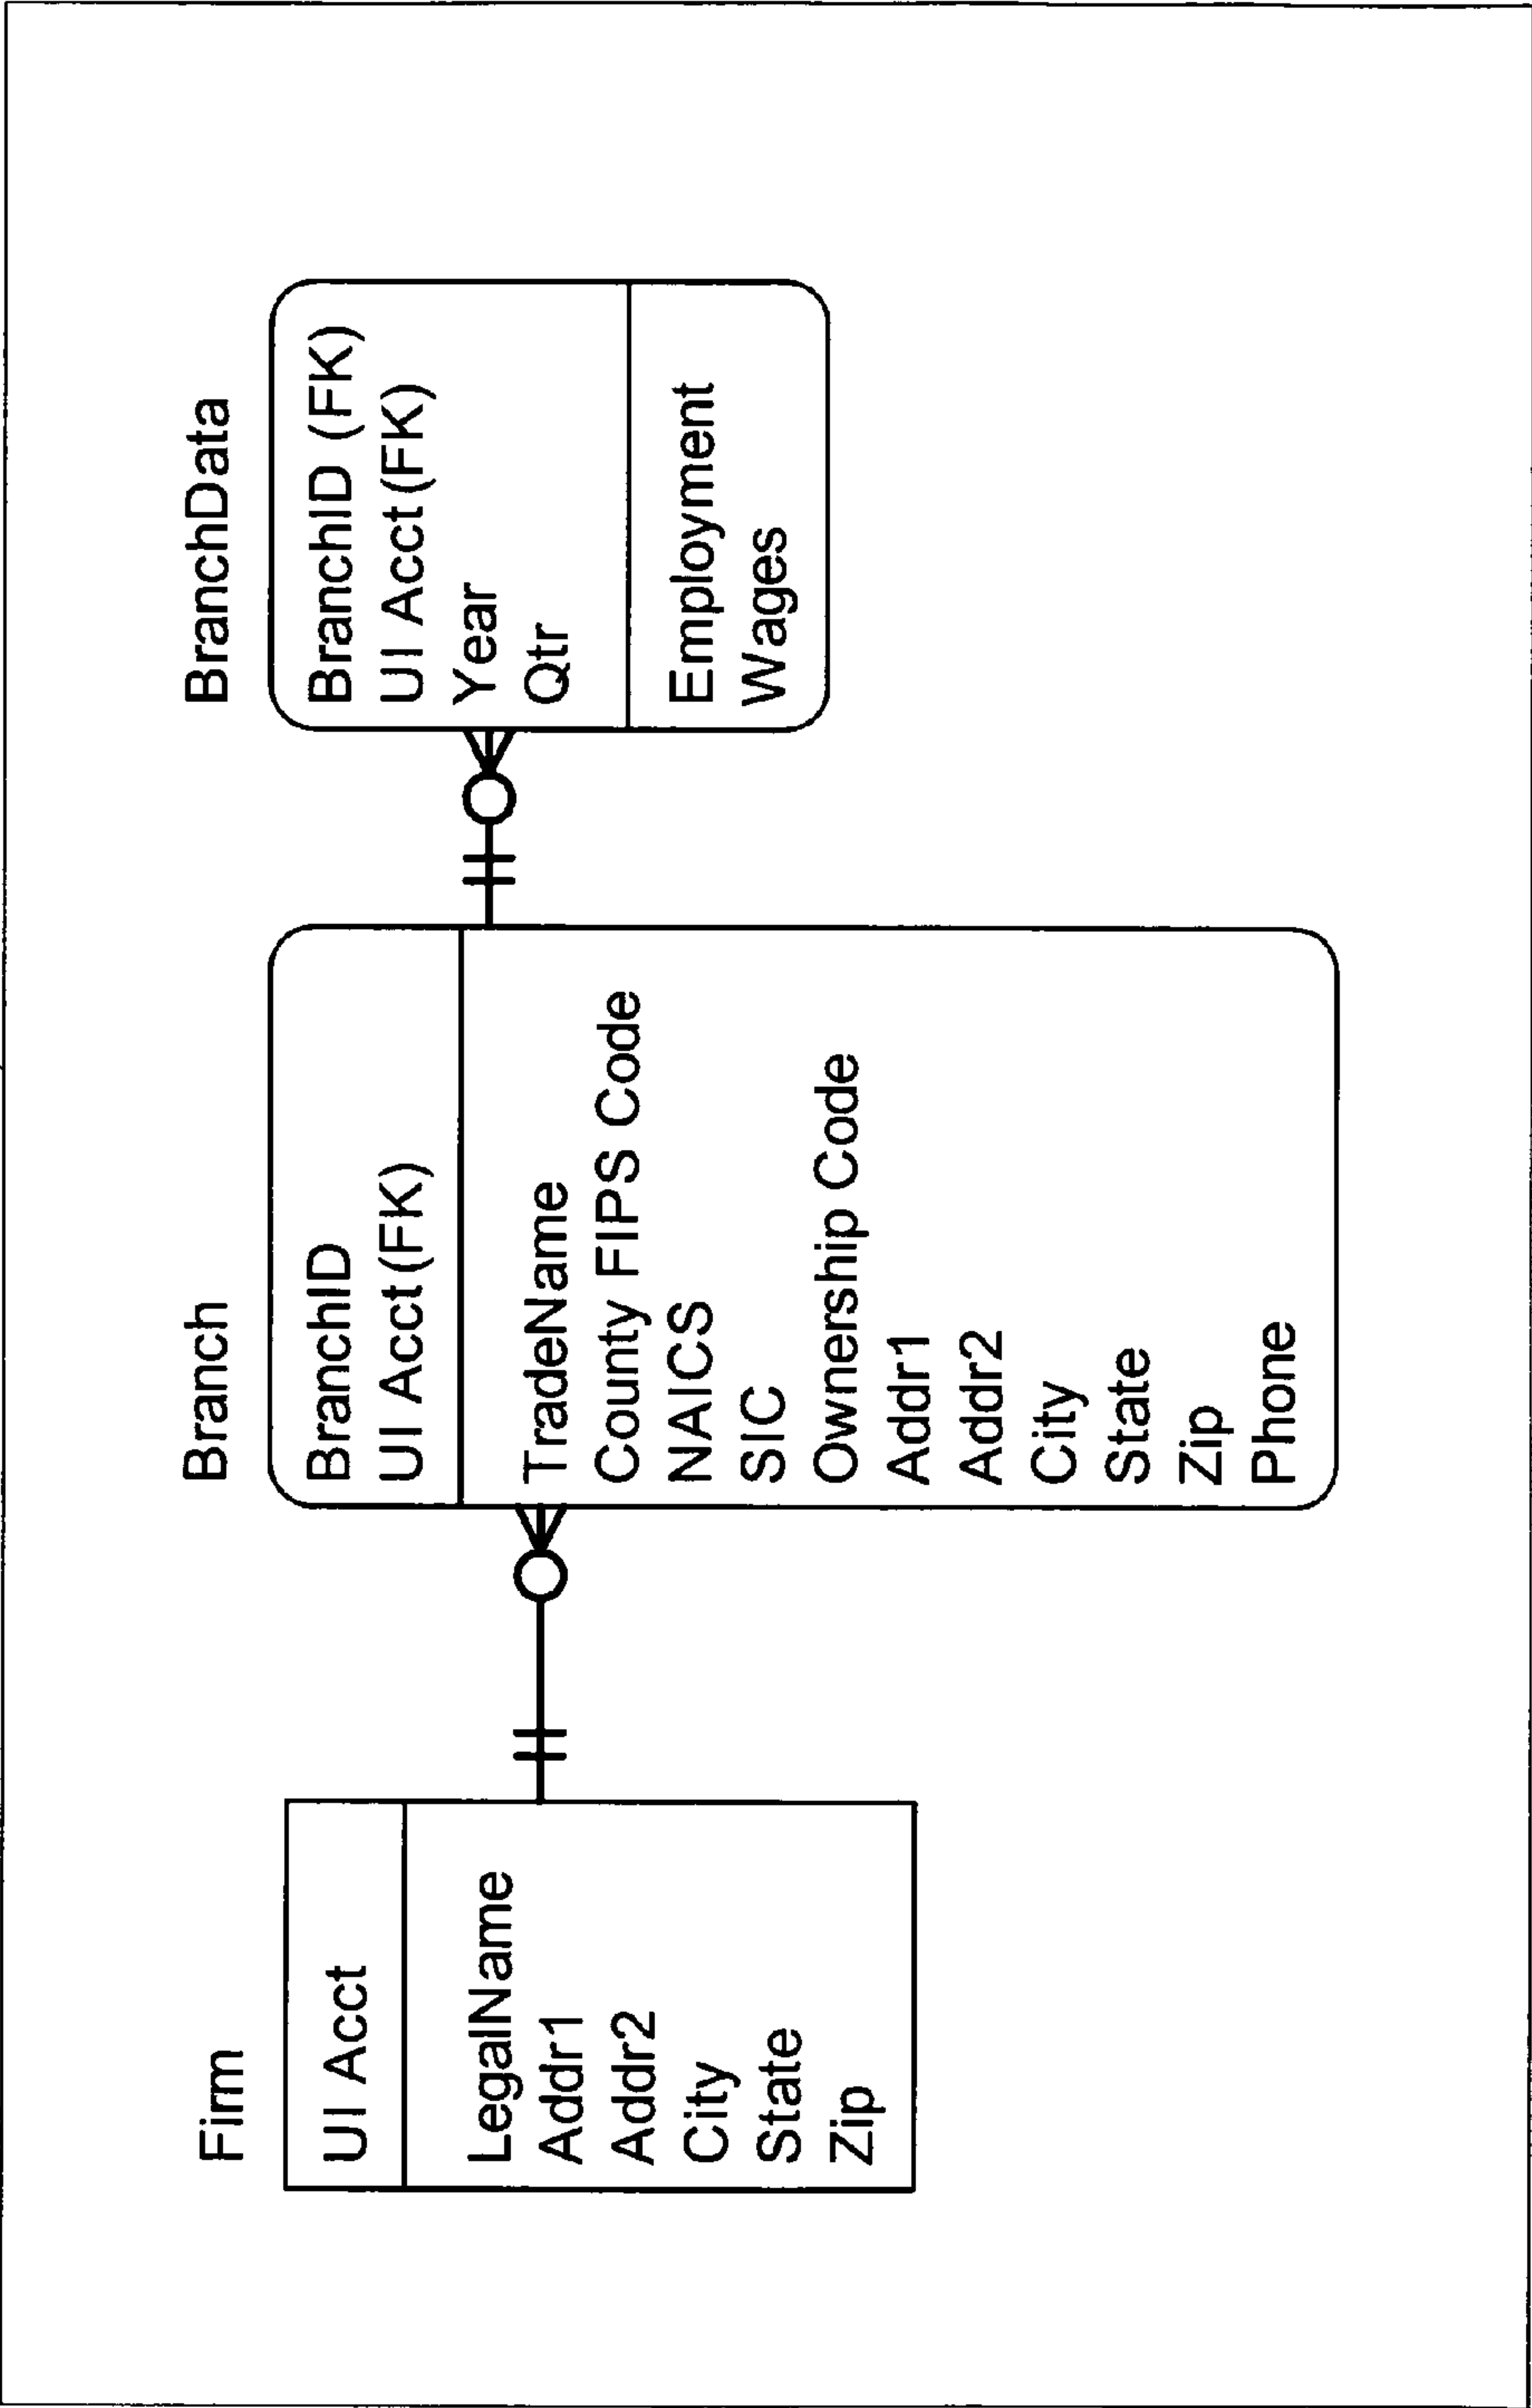 Firm
UI Acct
LegalName
Addr1
Addr2
City
State
Zip
Branch
BranchID
UI Acct(FK)
TradeName
County FIPS Code
NAICS
SIC
Ownership Code
Addr1
Addr2
City
State
Zip
Phone
BranchData
BranchID (FK)
UI Acct(FK)
Year
Qtr
Employment
Wages